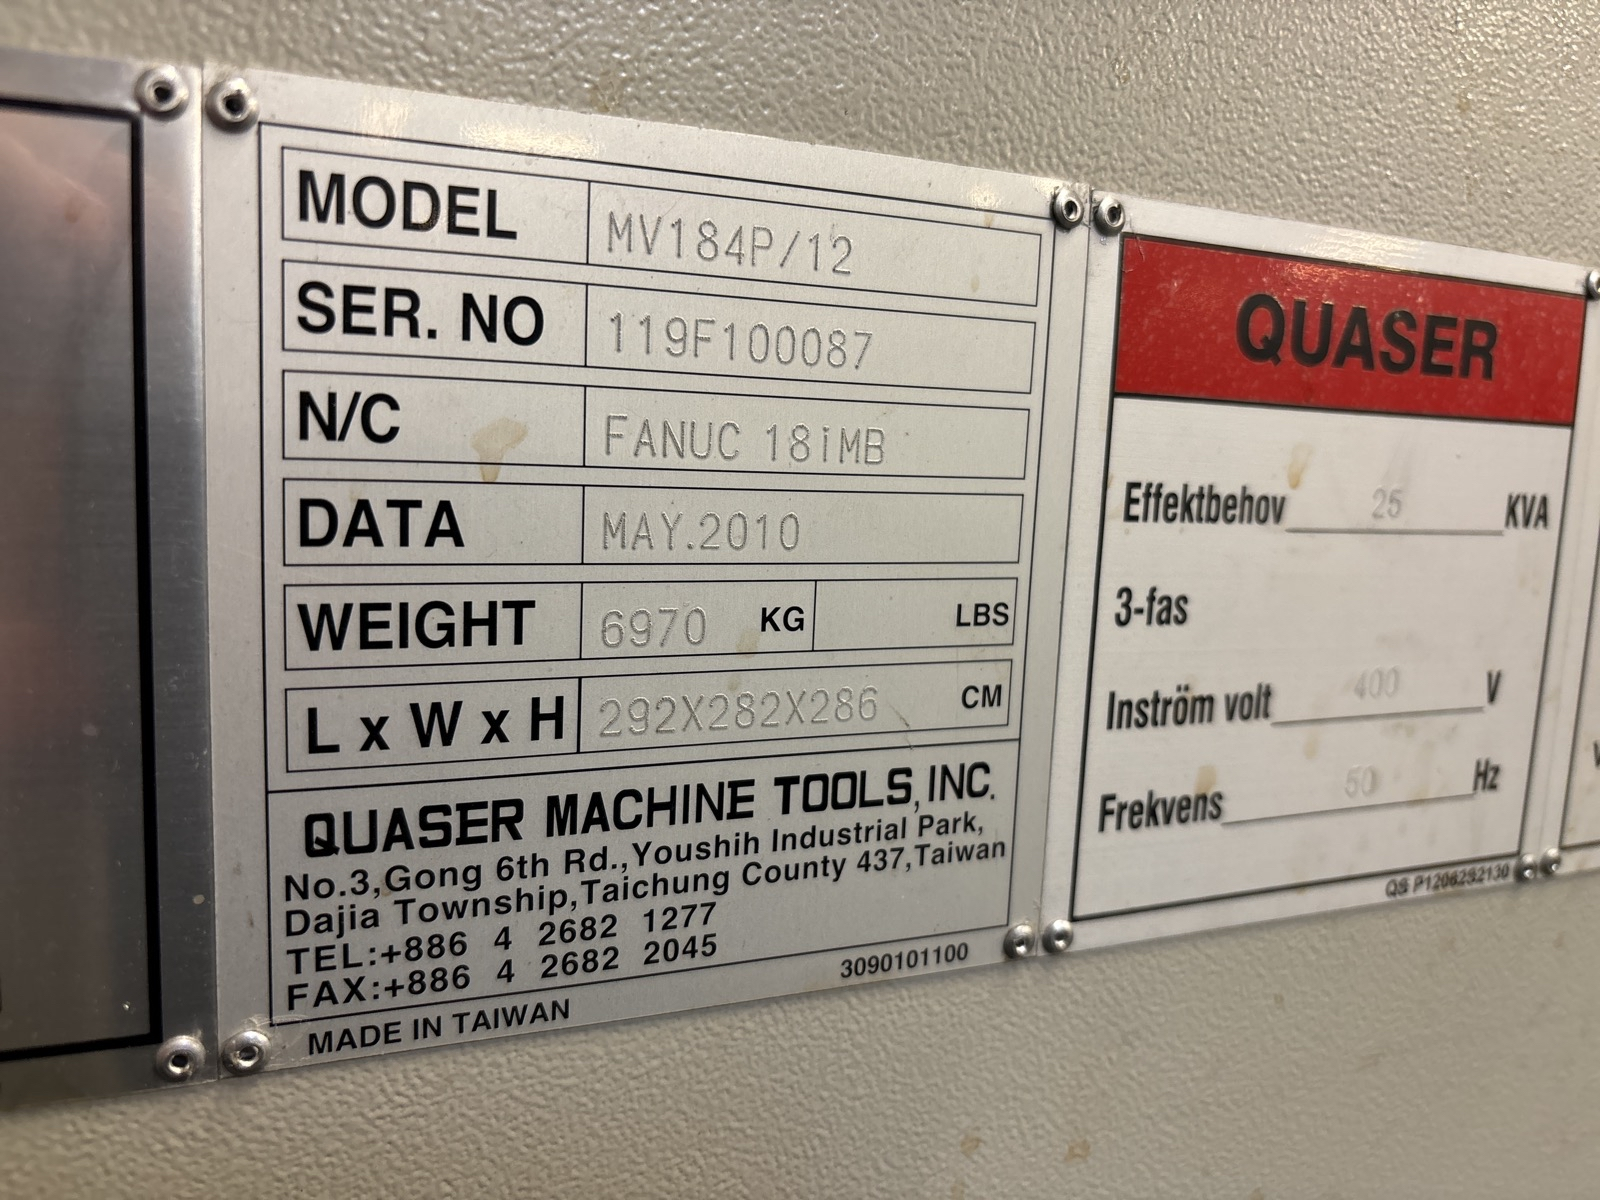 MODEL MV184P/12
SER. NO 119F100087
N/C FANUC 18iMB
DATA MAY.2010
WEIGHT 6970 KG LBS
L x W x H 292X282X286 CM
QUASER MACHINE TOOLS, INC.
No.3,Gong 6th Rd.,Youshih Industrial Park,
Dajia Township,Taichung County 437,Taiwan
TEL:+886 4 2682 1277
FAX:+886 4 2682 2045
3090101100
MADE IN TAIWAN
QUASER
Effektbehov 25 KVA
3-fas
Inström volt 400 V
Frekvens 50 Hz
QS P1206292130